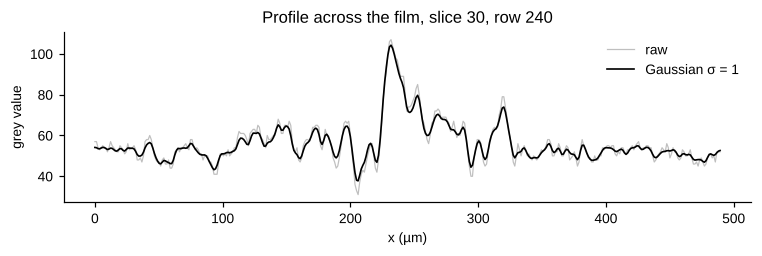 Profile across the film, slice 30, row 240
raw
Gaussian σ = 1
grey value
100
80
60
40
0
100
200
300
400
500
x (µm)